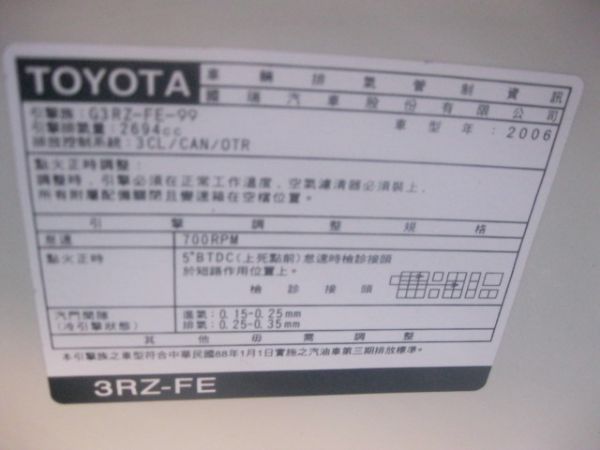 TOYOTA
車輛排氣管制資訊
國瑞汽車股份有限公司
引擎族：G3RZ-FE-99
引擎排氣量：2694cc
車型年：2006
排放控制系統：3CL/CAN/OTR
點火正時調整：
調整時，引擎必須在正常工作溫度，空氣濾清器必須裝上，
所有附屬配備關閉且變速箱在空檔位置。
引擎調整規格
怠速 700RPM
點火正時 5°BTDC(上死點前)怠速時檢診接頭
於短路作用位置上。
檢診接頭
汽門間隙 進氣：0.15-0.25mm
(冷引擎狀態) 排氣：0.25-0.35mm
其他毋需調整
本引擎族之車型符合中華民國88年1月1日實施之汽油車第三期排放標準。
3RZ-FE